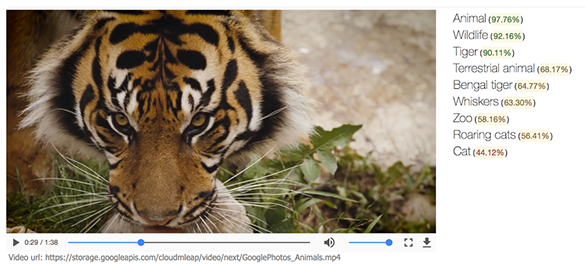 Animal (97.76%)
Wildlife (92.16%)
Tiger (90.11%)
Terrestrial animal (68.17%)
Bengal tiger (64.77%)
Whiskers (63.30%)
Zoo (58.16%)
Roaring cats (56.41%)
Cat (44.12%)
0:29 / 1:38
Video url: https://storage.googleapis.com/cloudmleap/video/next/GooglePhotos_Animals.mp4